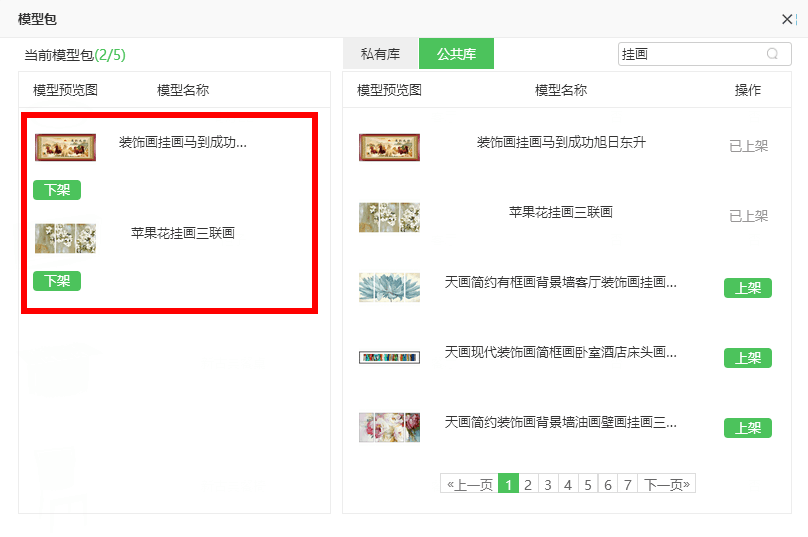 模型包
当前模型包(2/5)
私有库 公共库 挂画
模型预览图 模型名称
装饰画挂画马到成功...
下架
苹果花挂画三联画
下架
模型预览图 模型名称 操作
装饰画挂画马到成功旭日东升 已上架
苹果花挂画三联画 已上架
天画简约有框画背景墙客厅装饰画挂画... 上架
天画现代装饰画简框画卧室酒店床头画... 上架
天画简约装饰画背景墙油画壁画挂画三... 上架
«上一页 1 2 3 4 5 6 7 下一页»